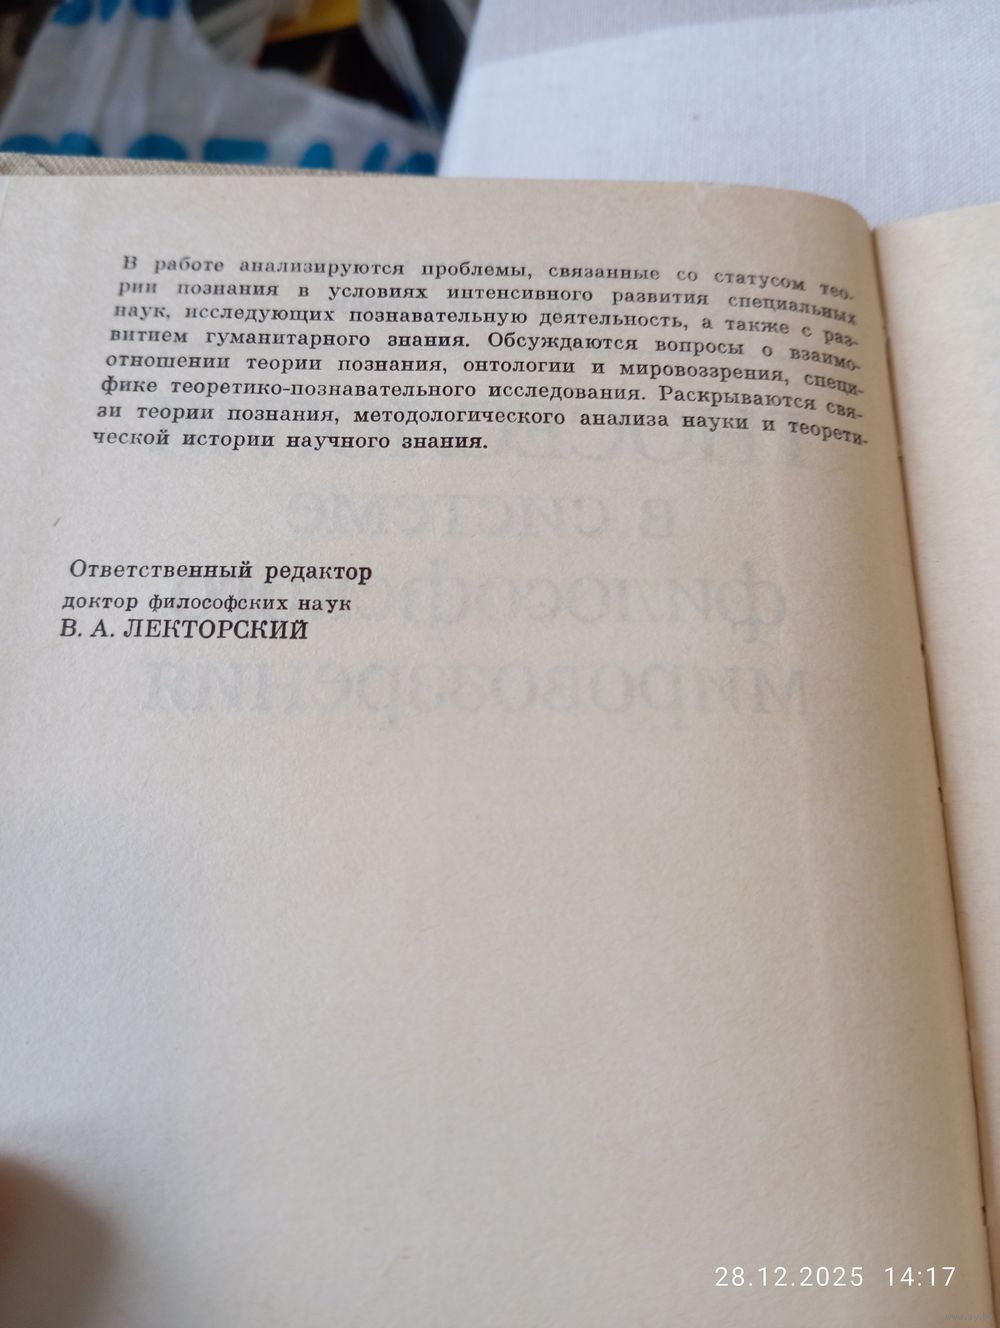 В работе анализируются проблемы, связанные со статусом тео-
рии познания в условиях интенсивного развития специальных
наук, исследующих познавательную деятельность, а также с раз-
витием гуманитарного знания. Обсуждаются вопросы о взаимо-
отношении теории познания, онтологии и мировоззрения, специ-
фике теоретико-познавательного исследования. Раскрываются свя-
зи теории познания, методологического анализа науки и теорети-
ческой истории научного знания.
в системе
мировоззрения
Ответственный редактор
доктор философских наук
В. А. ЛЕКТОРСКИЙ
28.12.2025 14:17